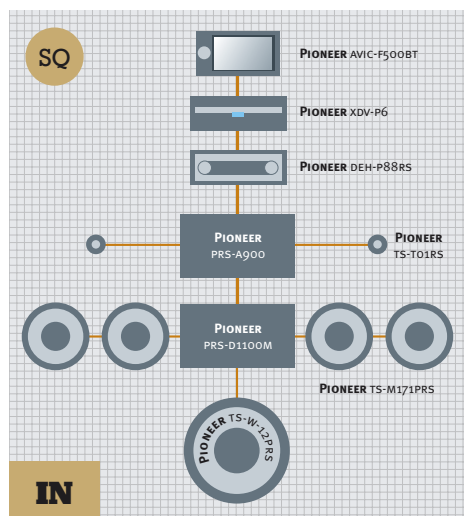 SQ
PIONEER AVIC-F500BT
PIONEER XDV-P6
PIONEER DEH-P88RS
PIONEER
PRS-A900
PIONEER
TS-T01RS
PIONEER
PRS-D1100M
PIONEER TS-M171PRS
PIONEER TS-W-12PRS
IN